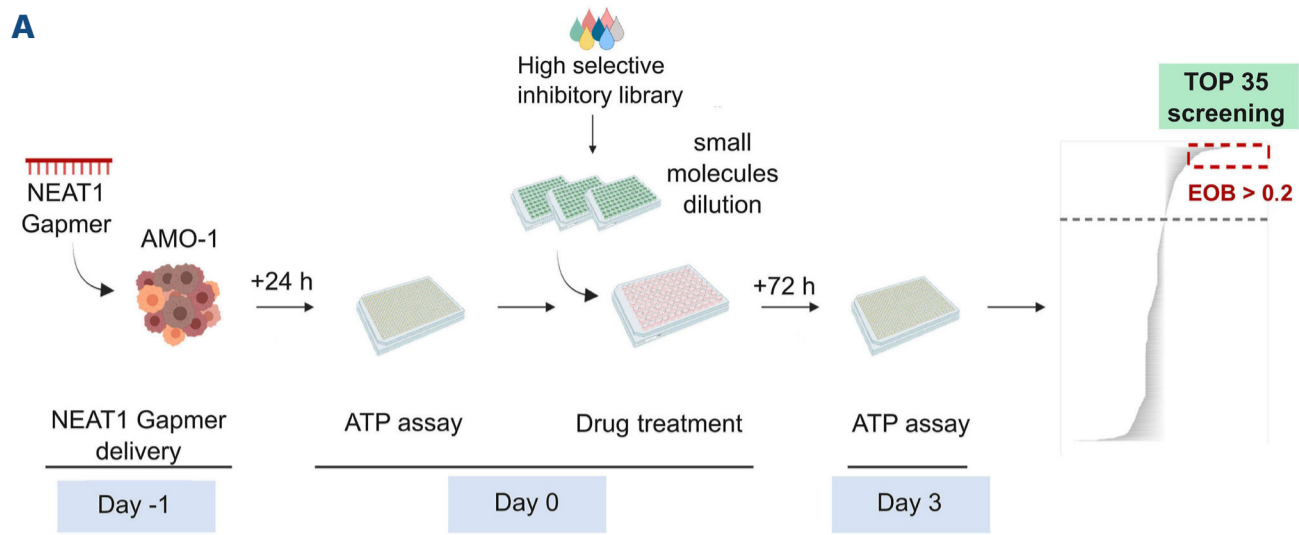 A
High selective
inhibitory library
TOP 35
screening
small
molecules
dilution
NEAT1
Gapmer
EOB > 0.2
AMO-1
+24 h
+72 h
NEAT1 Gapmer
delivery
ATP assay
Drug treatment
ATP assay
Day -1
Day 0
Day 3